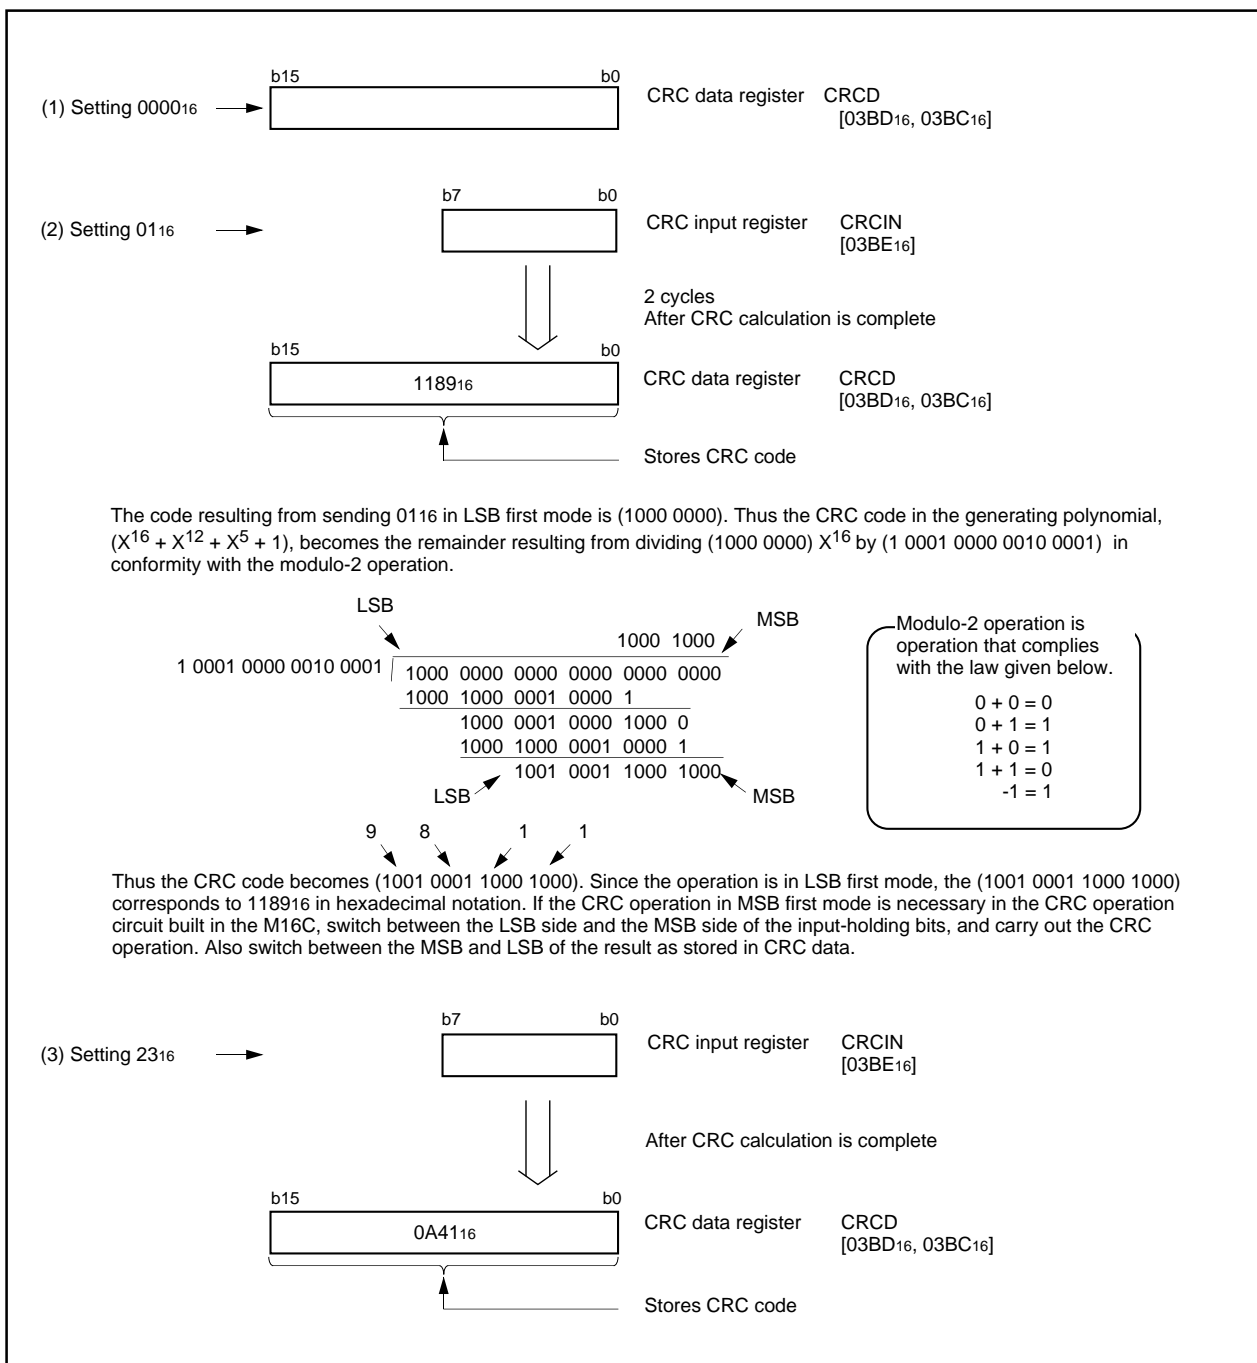 b15 b0
(1) Setting 0000₁₆ CRC data register CRCD
[03BD₁₆, 03BC₁₆]
b7 b0
(2) Setting 01₁₆ CRC input register CRCIN
[03BE₁₆]
2 cycles
After CRC calculation is complete
b15 b0
1189₁₆ CRC data register CRCD
[03BD₁₆, 03BC₁₆]
Stores CRC code
The code resulting from sending 01₁₆ in LSB first mode is (1000 0000). Thus the CRC code in the generating polynomial,
(X¹⁶ + X¹² + X⁵ + 1), becomes the remainder resulting from dividing (1000 0000) X¹⁶ by (1 0001 0000 0010 0001) in
conformity with the modulo-2 operation.
LSB MSB
1000 1000
1 0001 0000 0010 0001 1000 0000 0000 0000 0000 0000
1000 1000 0001 0000 1
1000 0001 0000 1000 0
1000 1000 0001 0000 1
1001 0001 1000 1000
LSB MSB
Modulo-2 operation is
operation that complies
with the law given below.
0 + 0 = 0
0 + 1 = 1
1 + 0 = 1
1 + 1 = 0
-1 = 1
9 8 1 1
Thus the CRC code becomes (1001 0001 1000 1000). Since the operation is in LSB first mode, the (1001 0001 1000 1000)
corresponds to 1189₁₆ in hexadecimal notation. If the CRC operation in MSB first mode is necessary in the CRC operation
circuit built in the M16C, switch between the LSB side and the MSB side of the input-holding bits, and carry out the CRC
operation. Also switch between the MSB and LSB of the result as stored in CRC data.
b7 b0
(3) Setting 23₁₆ CRC input register CRCIN
[03BE₁₆]
After CRC calculation is complete
b15 b0
0A41₁₆ CRC data register CRCD
[03BD₁₆, 03BC₁₆]
Stores CRC code